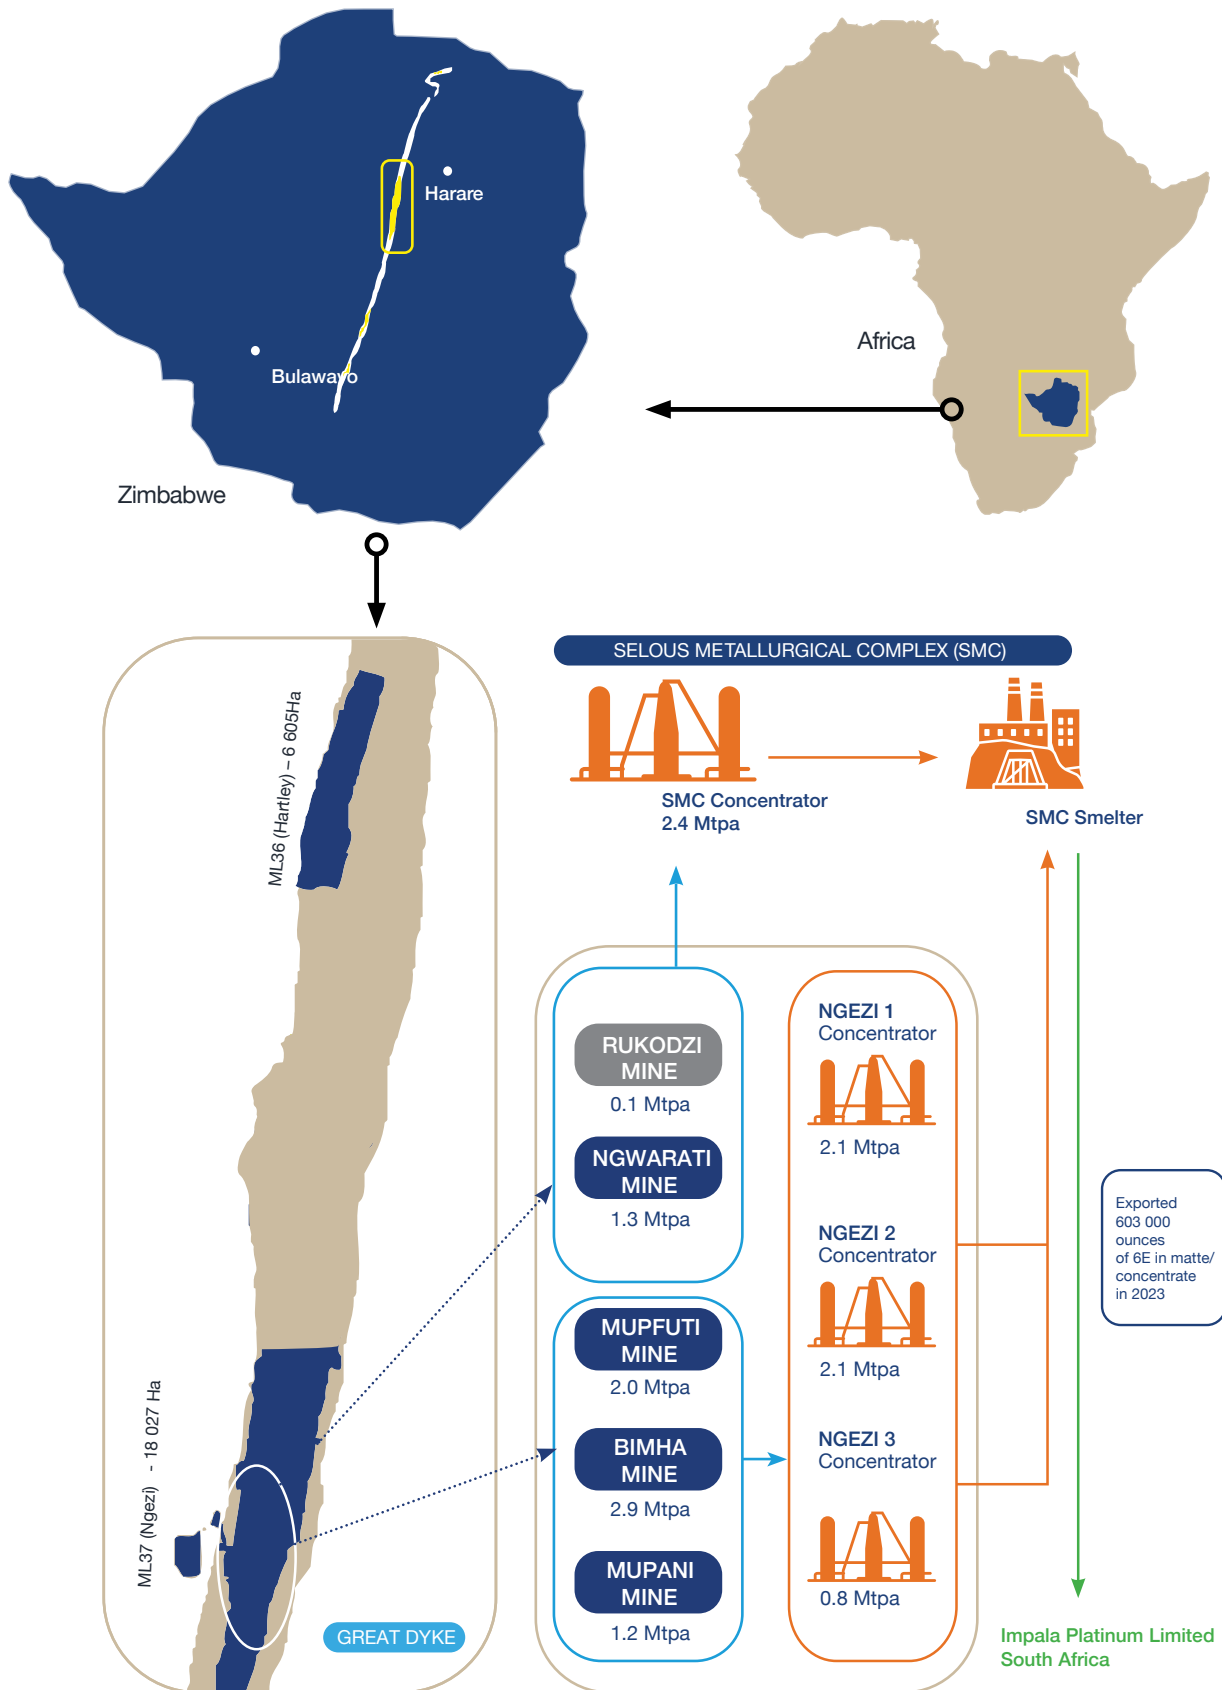 Harare
Bulawayo
Zimbabwe
Africa
ML36 (Hartley) – 6 605Ha
ML37 (Ngezi) - 18 027 Ha
GREAT DYKE
SELOUS METALLURGICAL COMPLEX (SMC)
SMC Concentrator
2.4 Mtpa
SMC Smelter
RUKODZI
MINE
0.1 Mtpa
NGWARATI
MINE
1.3 Mtpa
MUPFUTI
MINE
2.0 Mtpa
BIMHA
MINE
2.9 Mtpa
MUPANI
MINE
1.2 Mtpa
NGEZI 1
Concentrator
2.1 Mtpa
NGEZI 2
Concentrator
2.1 Mtpa
NGEZI 3
Concentrator
0.8 Mtpa
Exported
603 000
ounces
of 6E in matte/
concentrate
in 2023
Impala Platinum Limited
South Africa